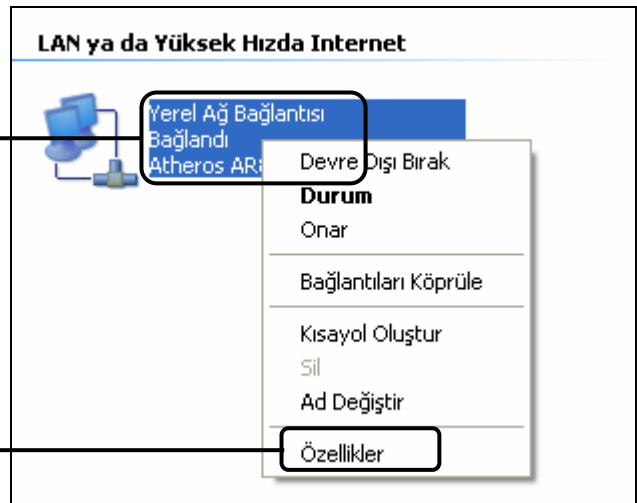 LAN ya da Yüksek Hızda Internet
Yerel Ağ Bağlantısı
Bağlandı
Atheros
Devre Dışı Bırak
Durum
Onar
Bağlantıları Köprüle
Kısayol Oluştur
Sil
Ad Değiştir
Özellikler